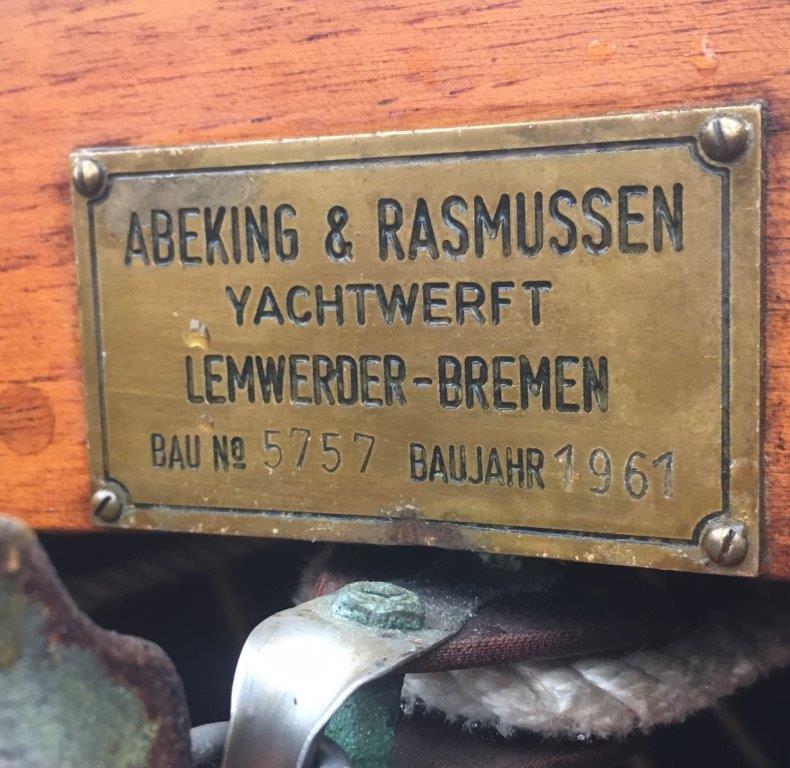 ABEKING & RASMUSSEN
YACHTWERFT
LEMWERDER-BREMEN
BAU Nº 5757 BAUJAHR 1961